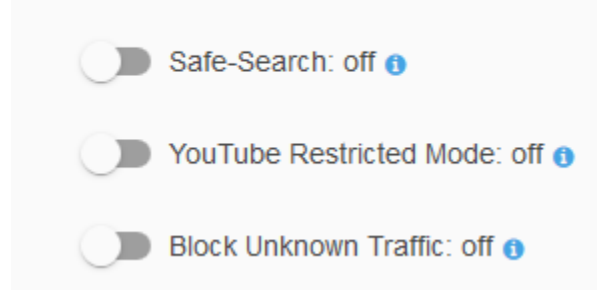 Safe-Search: off
YouTube Restricted Mode: off
Block Unknown Traffic: off